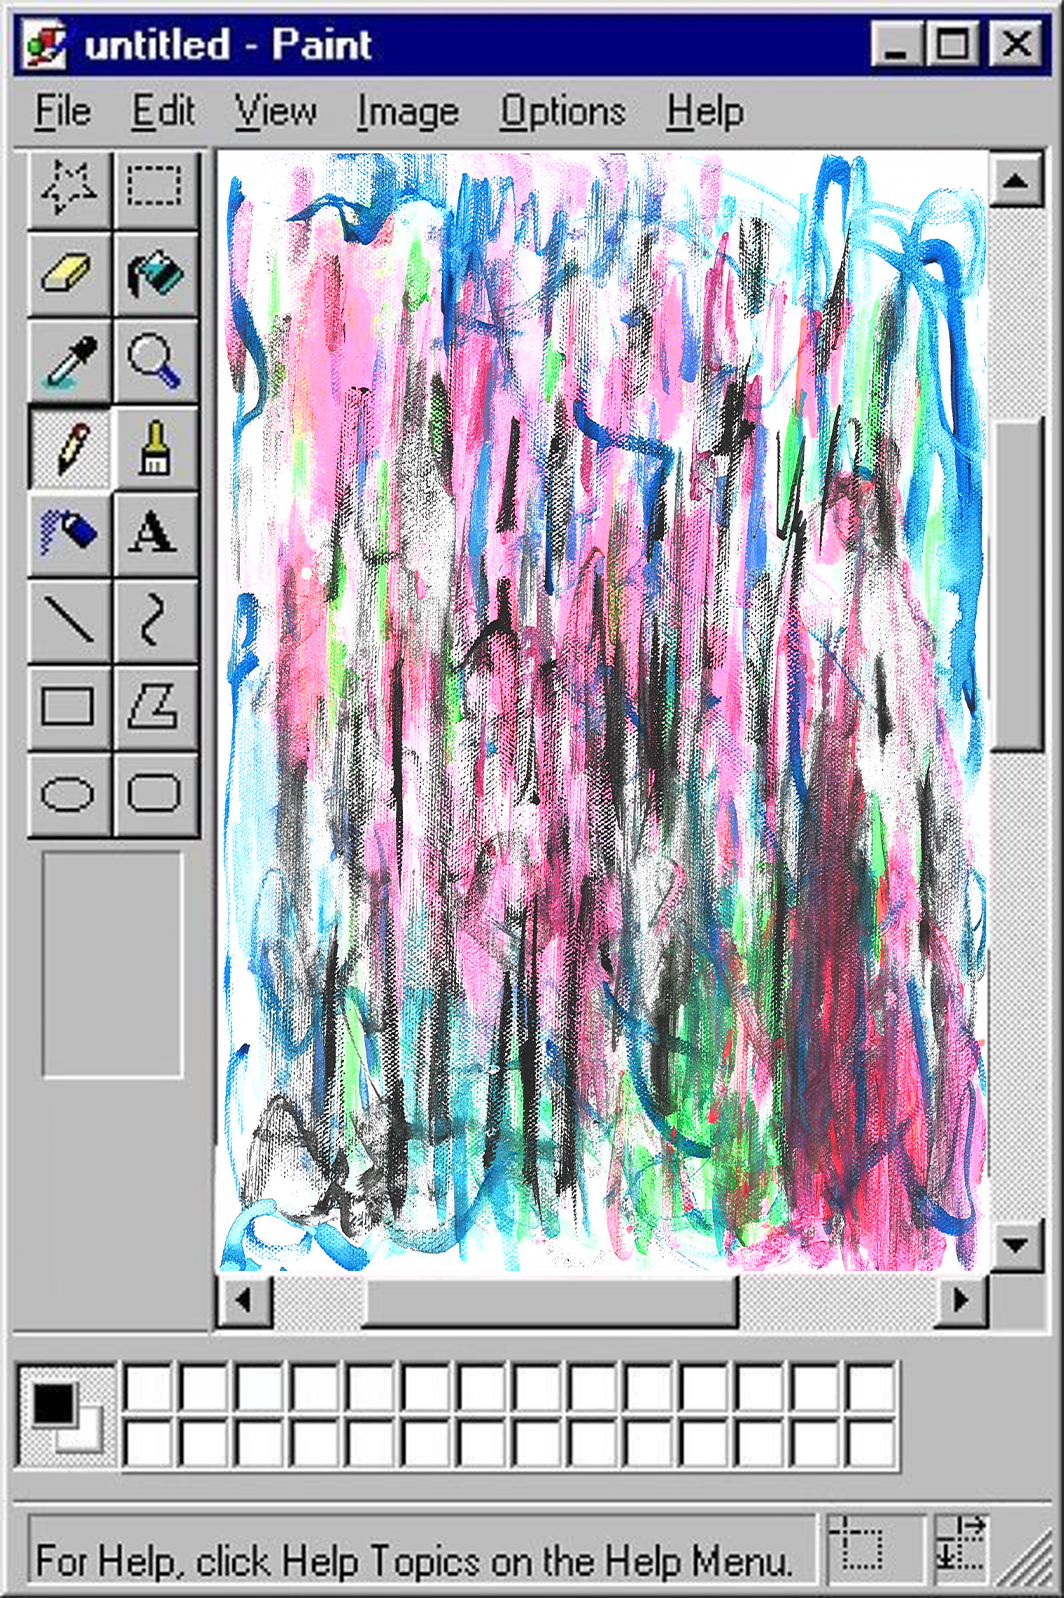 untitled - Paint
File Edit View Image Options Help
A
For Help, click Help Topics on the Help Menu.